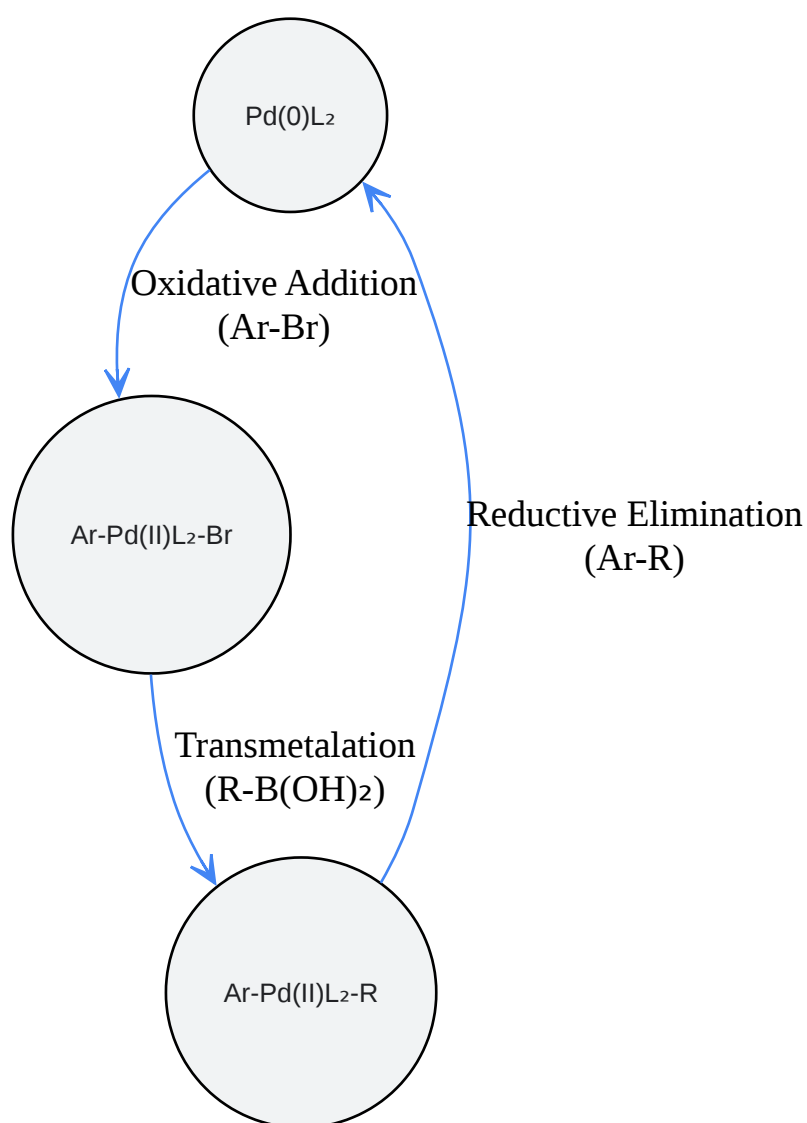 Pd(0)L₂
Oxidative Addition
(Ar-Br)
Ar-Pd(II)L₂-Br
Reductive Elimination
(Ar-R)
Transmetalation
(R-B(OH)₂)
Ar-Pd(II)L₂-R